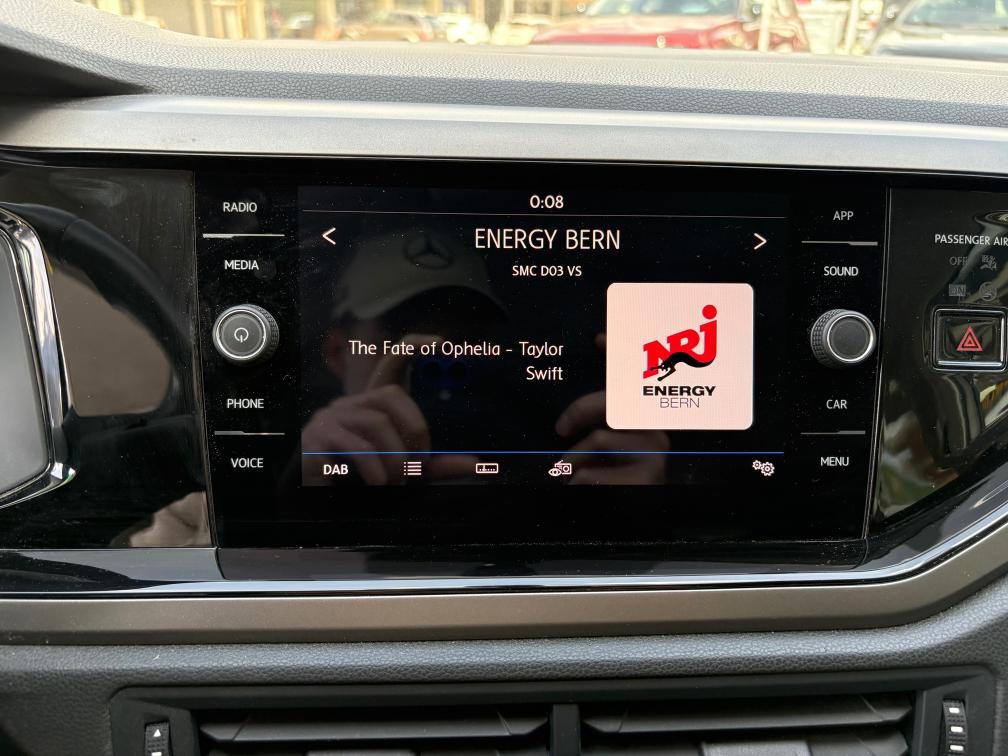 0:08
RADIO
APP
< ENERGY BERN >
PASSENGER AIR
OFF
SMC D03 VS
MEDIA
SOUND
NRJ
The Fate of Ophelia - Taylor
Swift
ENERGY
BERN
PHONE
CAR
VOICE
MENU
DAB